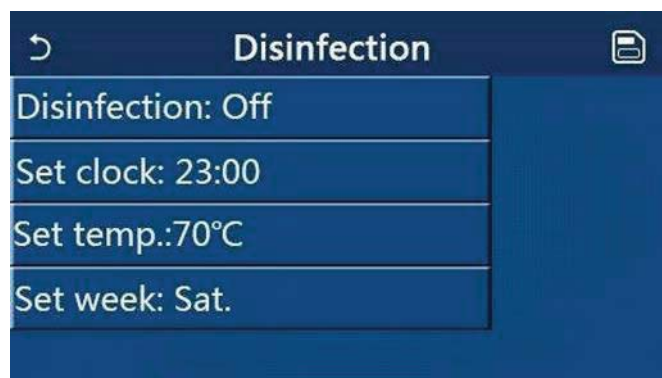 Disinfection
Disinfection: Off
Set clock: 23:00
Set temp.:70℃
Set week: Sat.